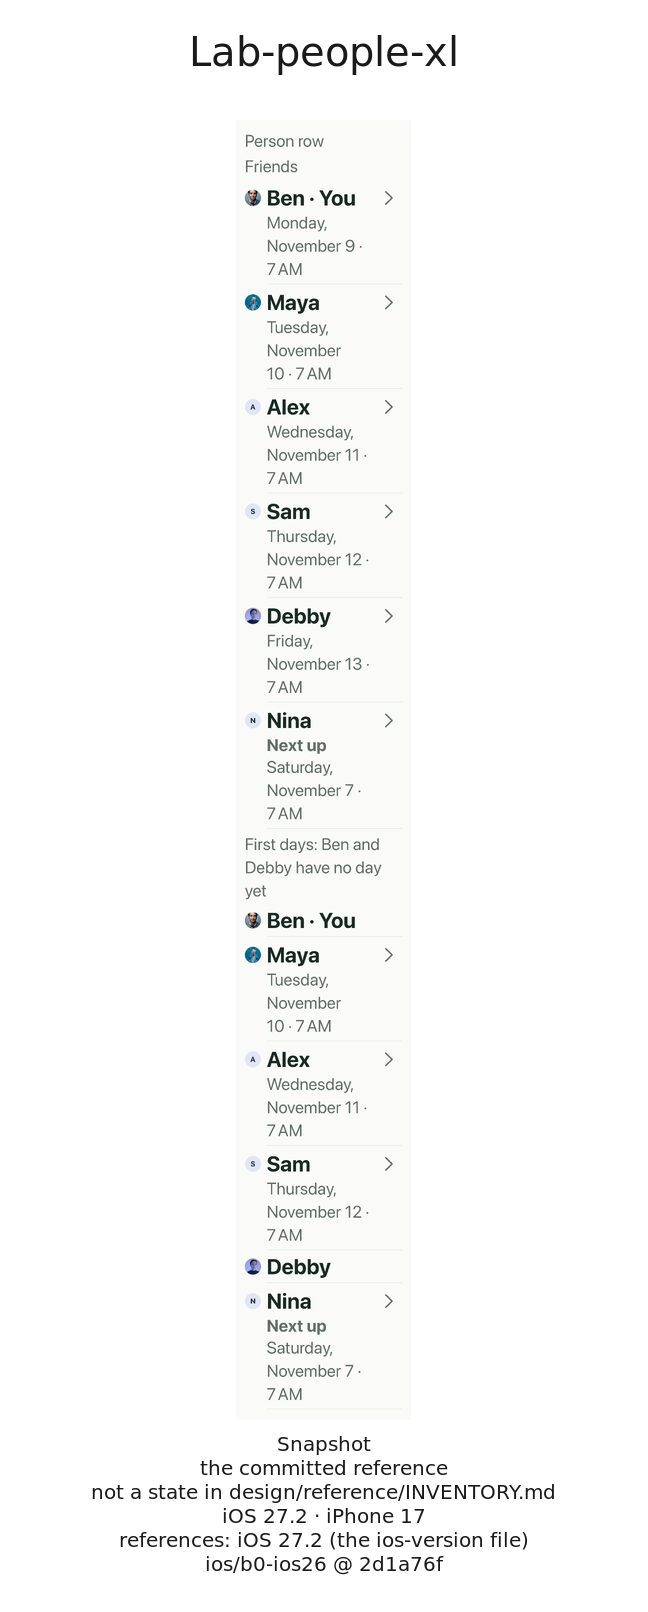 Lab-people-xl
Person row
Friends
Ben · You
Monday,
November 9 ·
7 AM
Maya
Tuesday,
November
10 · 7 AM
A
Alex
Wednesday,
November 11 ·
7 AM
S
Sam
Thursday,
November 12 ·
7 AM
Debby
Friday,
November 13 ·
7 AM
N
Nina
Next up
Saturday,
November 7 ·
7 AM
First days: Ben and
Debby have no day
yet
Ben · You
Maya
Tuesday,
November
10 · 7 AM
A
Alex
Wednesday,
November 11 ·
7 AM
S
Sam
Thursday,
November 12 ·
7 AM
Debby
N
Nina
Next up
Saturday,
November 7 ·
7 AM
Snapshot
the committed reference
not a state in design/reference/INVENTORY.md
iOS 27.2 · iPhone 17
references: iOS 27.2 (the ios-version file)
ios/b0-ios26 @ 2d1a76f